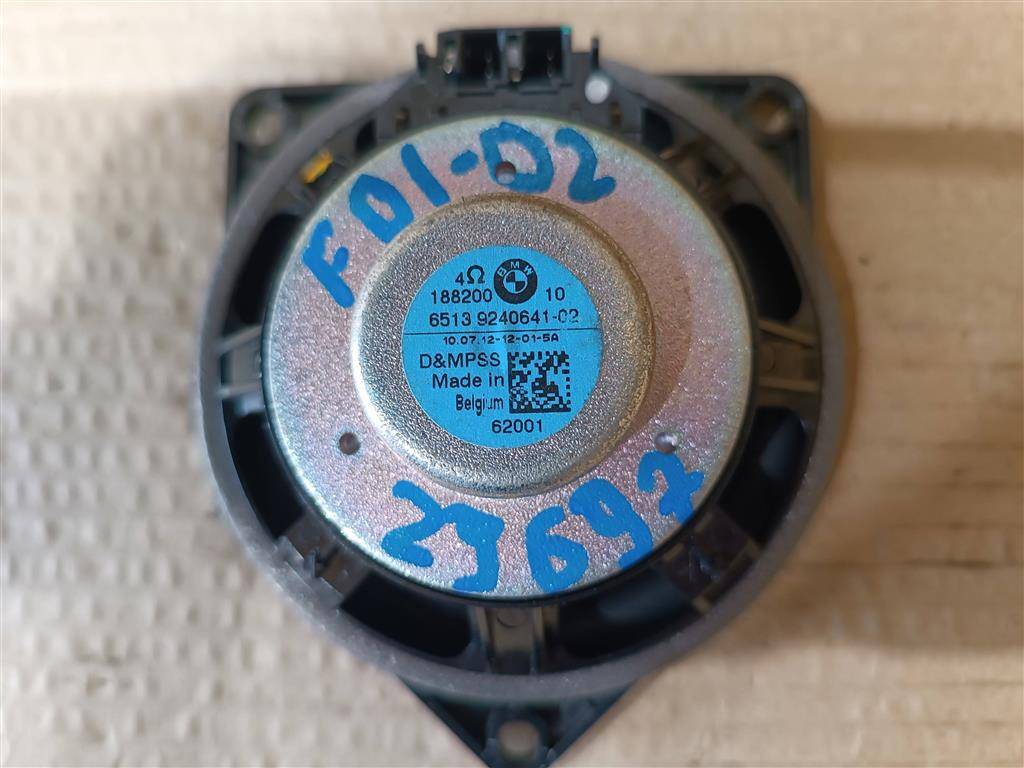 F01-D2
4Ω BMW
188200 10
6513 9240641-02
10.07.12-12-01-5A
D&MPSS
Made in
Belgium
62001
23697